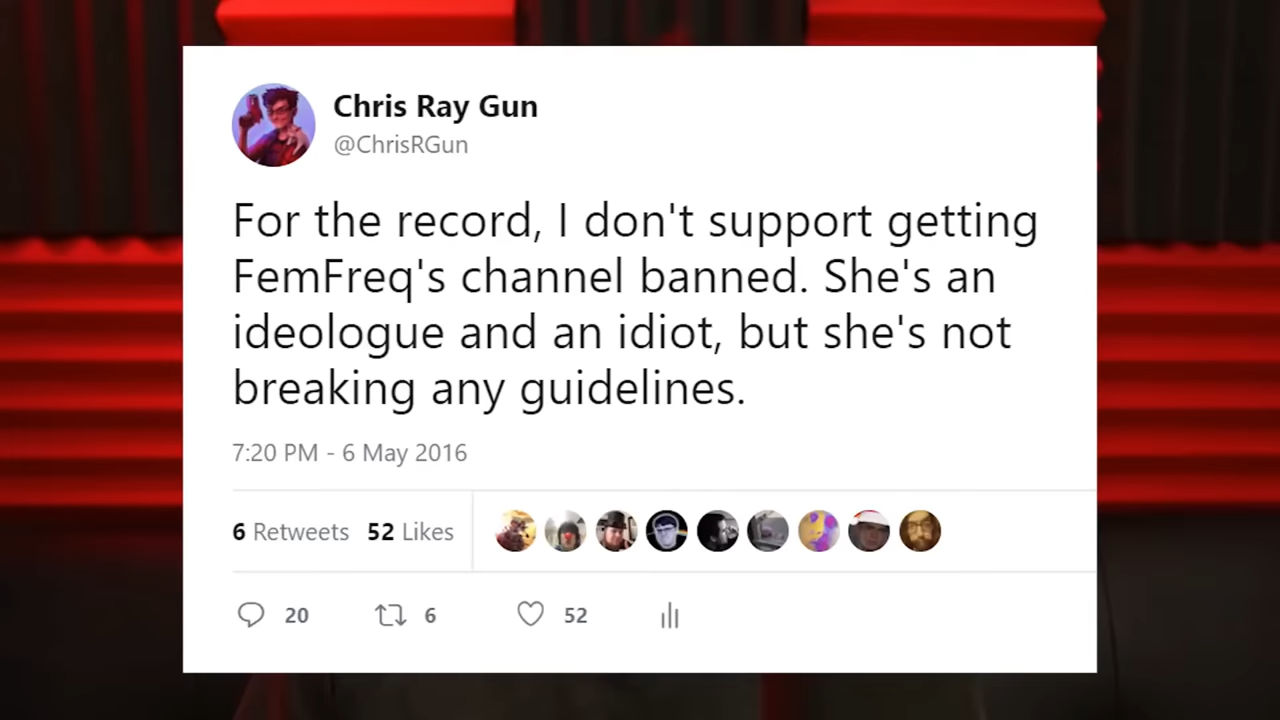 Chris Ray Gun
@ChrisRGun
For the record, I don't support getting
FemFreq's channel banned. She's an
ideologue and an idiot, but she's not
breaking any guidelines.
7:20 PM - 6 May 2016
6 Retweets 52 Likes
20 6 52